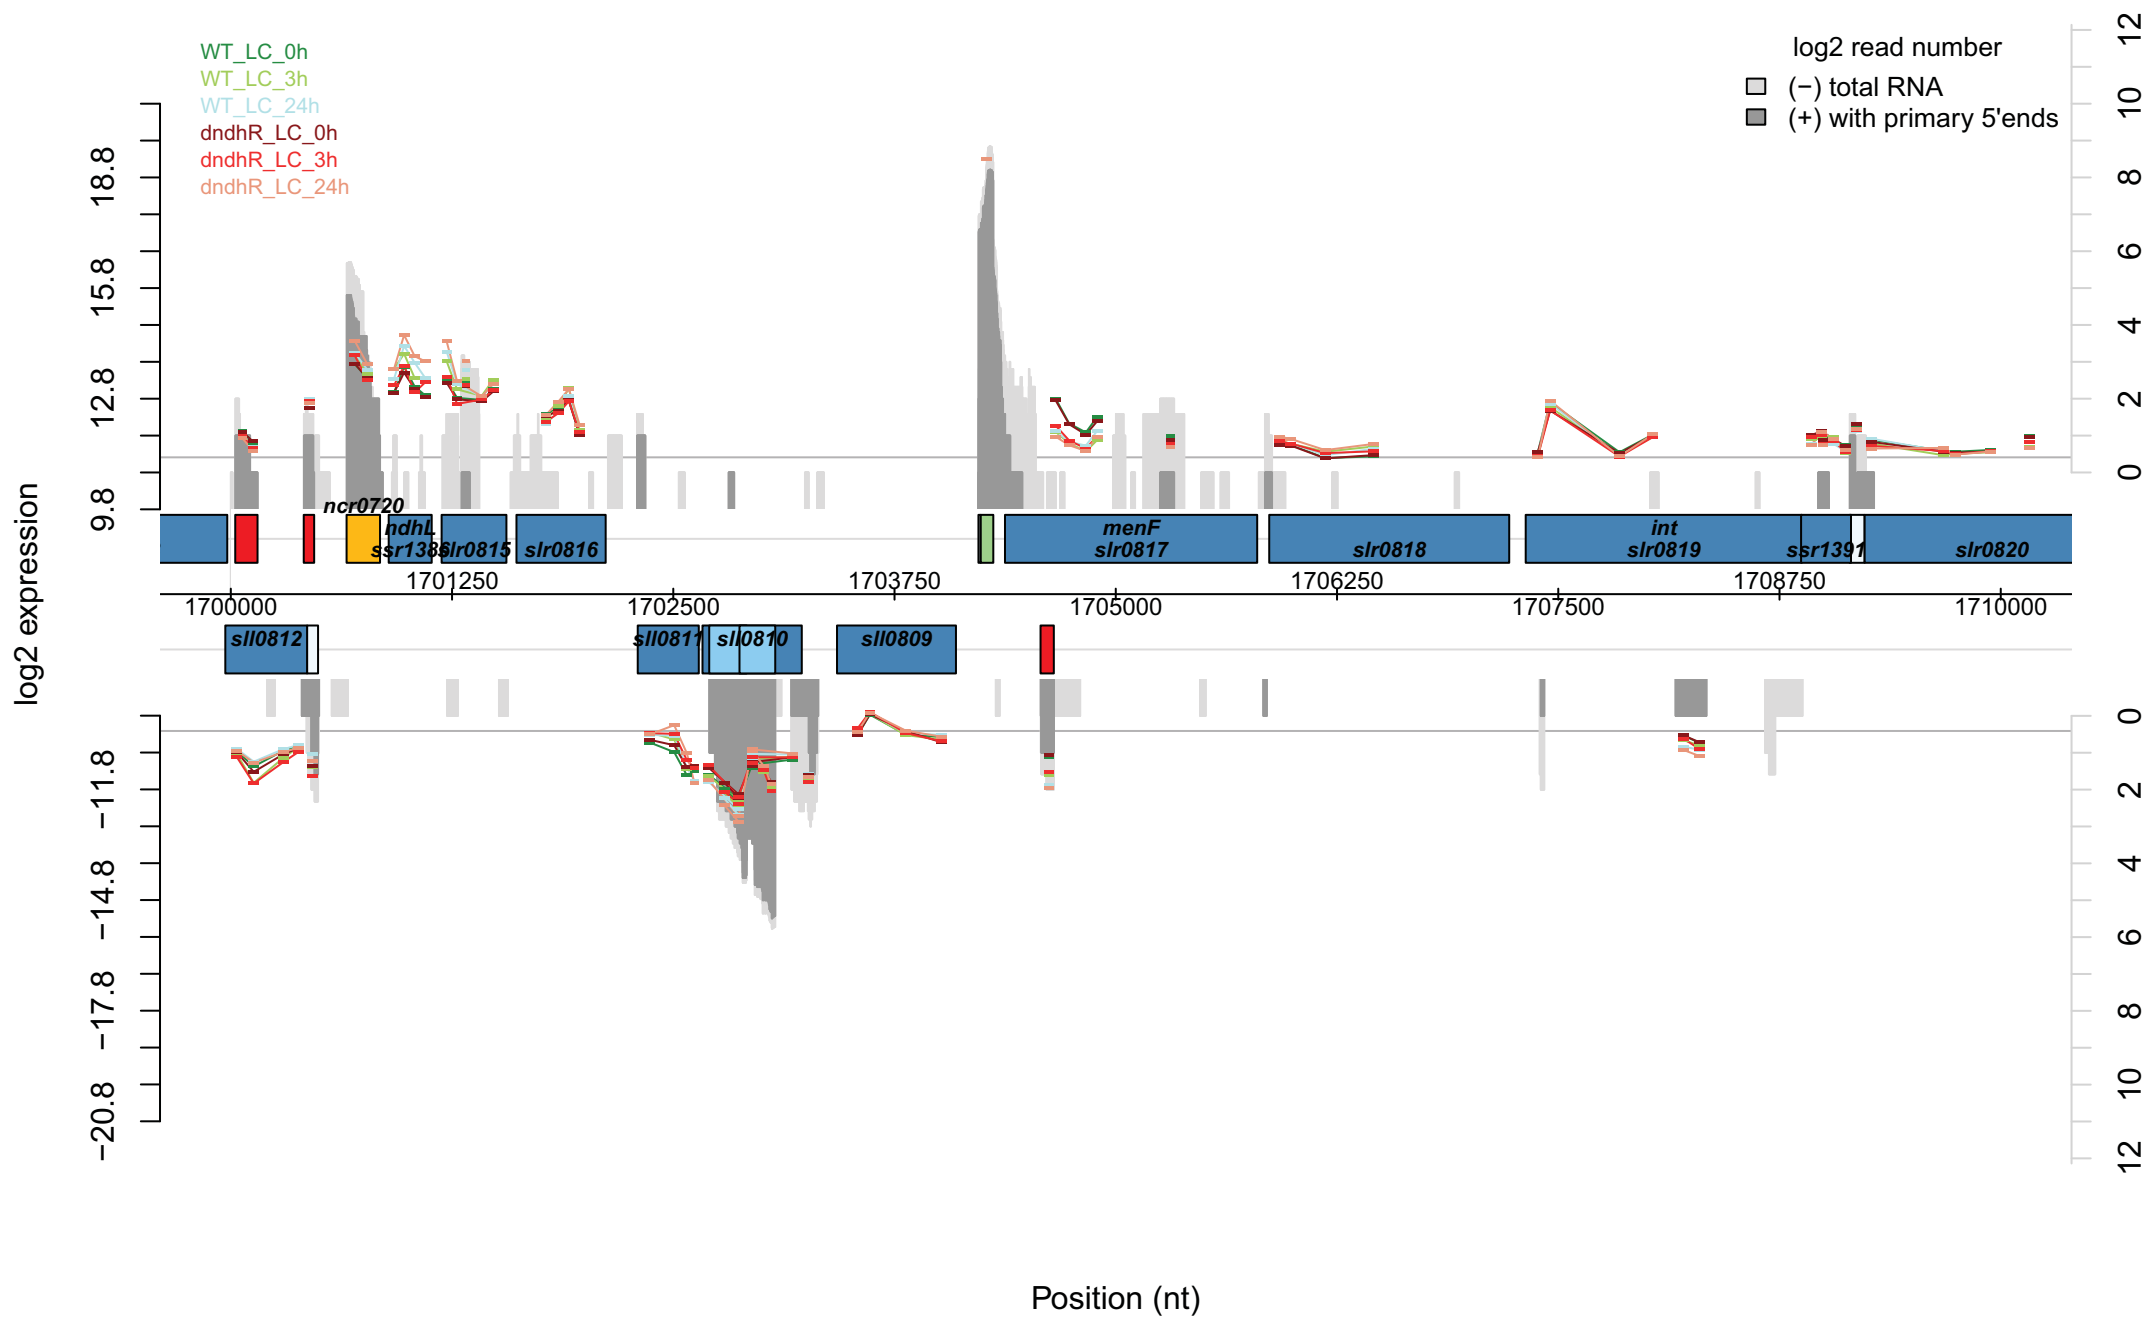 WT_LC_0h
WT_LC_3h
WT_LC_24h
dndhR_LC_0h
dndhR_LC_3h
dndhR_LC_24h
log2 read number
(−) total RNA
(+) with primary 5'ends
log2 expression
18.8
15.8
12.8
9.8
−11.8
−14.8
−17.8
−20.8
12
10
8
6
4
2
0
0
2
4
6
8
10
12
ncr0720
ndhL
ssr1386
slr0815
slr0816
menF
slr0817
slr0818
int
slr0819
ssr1391
slr0820
1701250
1703750
1706250
1708750
1700000
1702500
1705000
1707500
1710000
sll0812
sll0811
sll0810
sll0809
Position (nt)